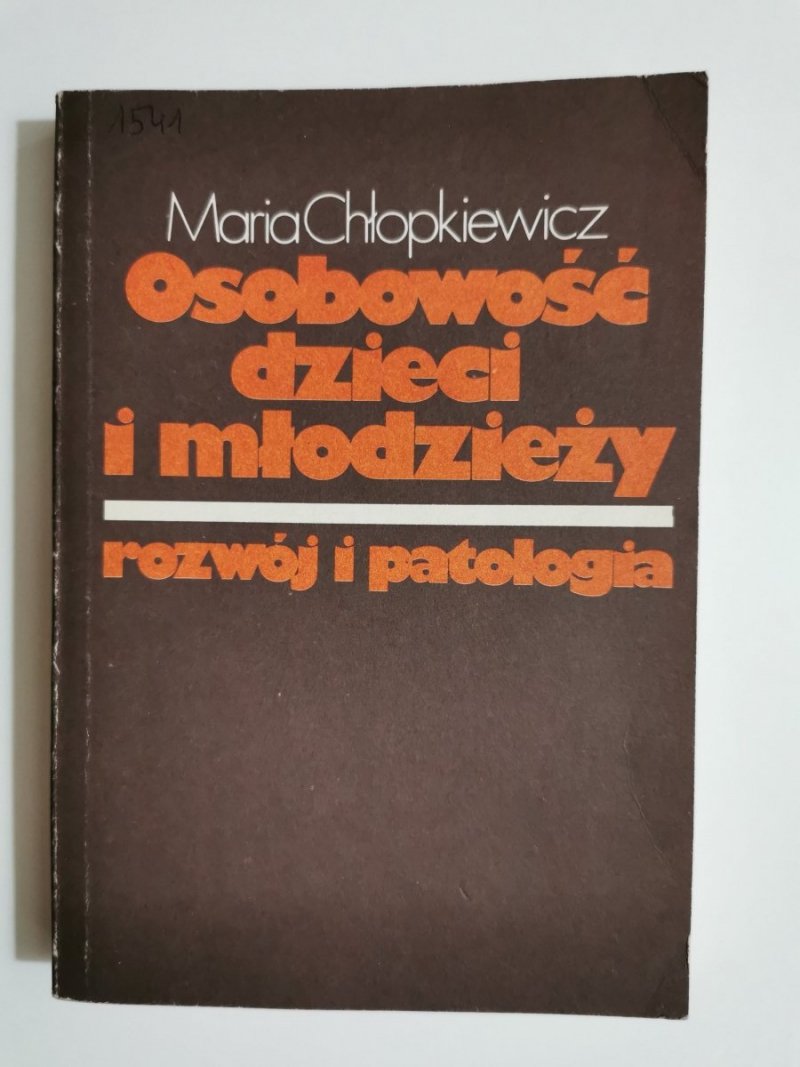 1541
Maria Chłopkiewicz
Osobowość
dzieci
i młodzieży
rozwój i patologia